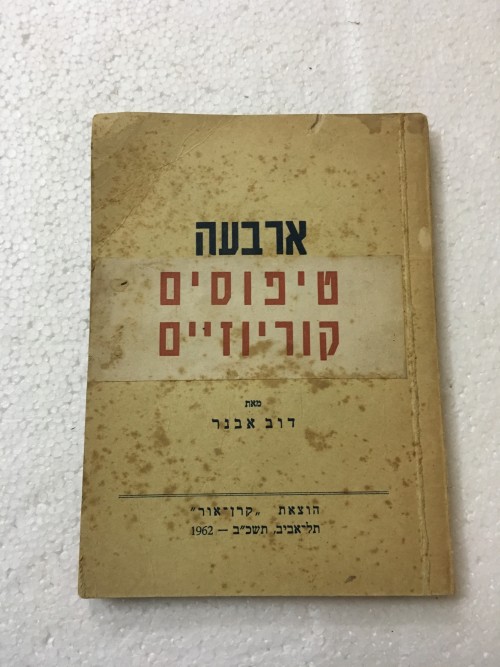 ארבעה
טיפוסים
קוריוזיים
מאת
דוב אבנר
הוצאת „קרן־אור”
תל־אביב, תשכ"ב — 1962